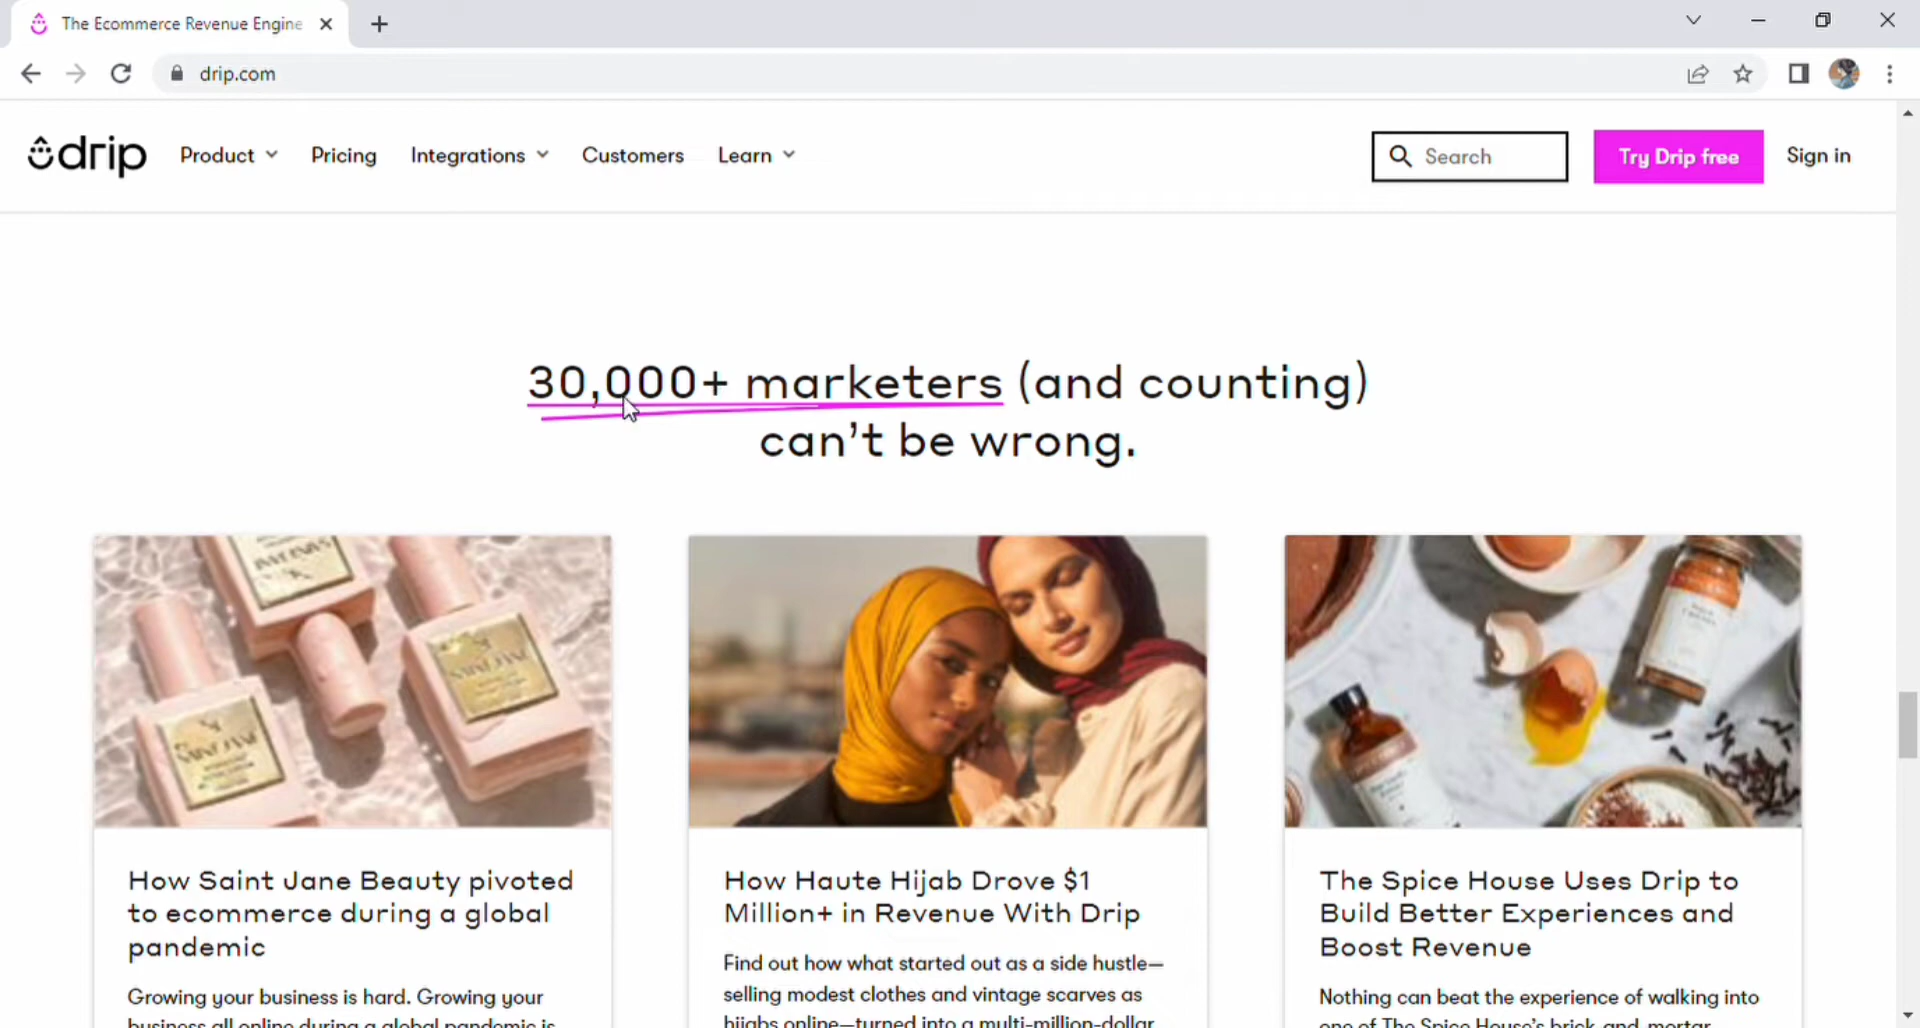 The Ecommerce Revenue Engine
drip.com
drip Product Pricing Integrations Customers Learn Search Try Drip free Sign in
30,000+ marketers (and counting)
can't be wrong.
SAINT JANE
How Saint Jane Beauty pivoted
to ecommerce during a global
pandemic
Growing your business is hard. Growing your
business all online during a global pandemic is
How Haute Hijab Drove $1
Million+ in Revenue With Drip
Find out how what started out as a side hustle—
selling modest clothes and vintage scarves as
hijabs online—turned into a multi-million-dollar
The Spice House Uses Drip to
Build Better Experiences and
Boost Revenue
Nothing can beat the experience of walking into
one of The Spice House's brick-and-mortar